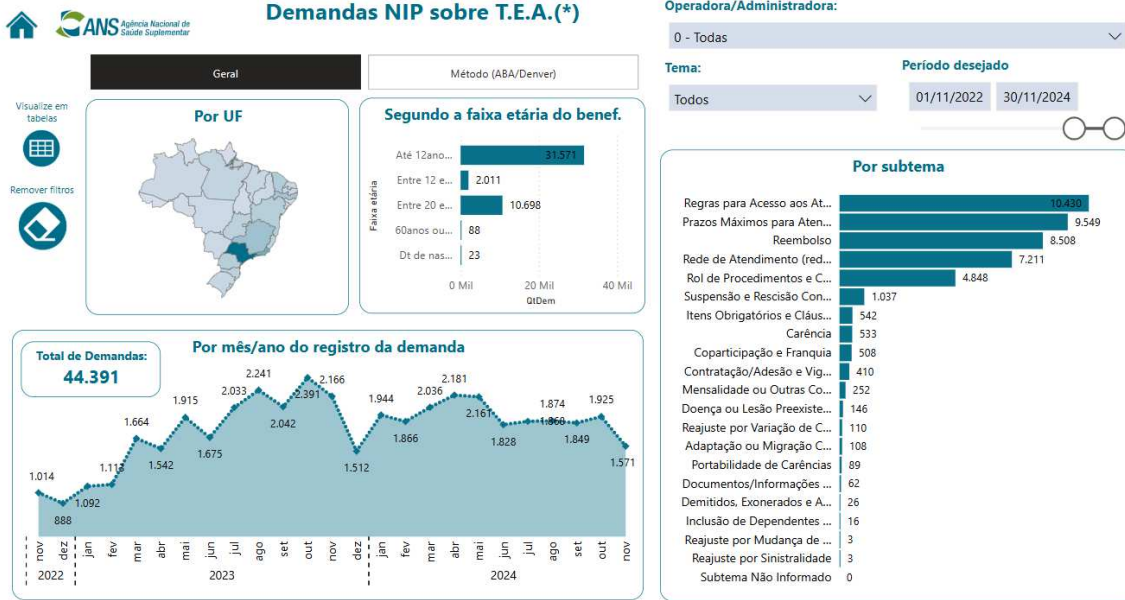 ANS Agência Nacional de
Saúde Suplementar
Demandas NIP sobre T.E.A.(*)
Operadora/Administradora:
0 - Todas
Tema:
Todos
Período desejado
01/11/2022 30/11/2024
Geral
Método (ABA/Denver)
Visualize em
tabelas
Remover filtros
Por UF
Segundo a faixa etária do benef.
Faixa etária
Até 12ano... 31.571
Entre 12 e... 2.011
Entre 20 e... 10.698
60anos ou... 88
Dt de nas... 23
0 Mil 20 Mil 40 Mil
QtDem
Por subtema
Regras para Acesso aos At... 10.430
Prazos Máximos para Aten... 9.549
Reembolso 8.508
Rede de Atendimento (red... 7.211
Rol de Procedimentos e C... 4.848
Suspensão e Rescisão Con... 1.037
Itens Obrigatórios e Cláus... 542
Carência 533
Coparticipação e Franquia 508
Contratação/Adesão e Vig... 410
Mensalidade ou Outras Co... 252
Doença ou Lesão Preexiste... 146
Reajuste por Variação de C... 110
Adaptação ou Migração C... 108
Portabilidade de Carências 89
Documentos/Informações ... 62
Demitidos, Exonerados e A... 26
Inclusão de Dependentes ... 16
Reajuste por Mudança de ... 3
Reajuste por Sinistralidade 3
Subtema Não Informado 0
Total de Demandas:
44.391
Por mês/ano do registro da demanda
1.014 888 1.092 1.113 1.664 1.542 1.915 1.675 2.033 2.241 2.042 2.391 2.166 1.512 1.944 1.866 2.036 2.181 2.161 1.828 1.874 1.849 1.925 1.571
nov dez jan fev mar abr mai jun jul ago set out nov dez jan fev mar abr mai jun jul ago set out nov
2022 2023 2024